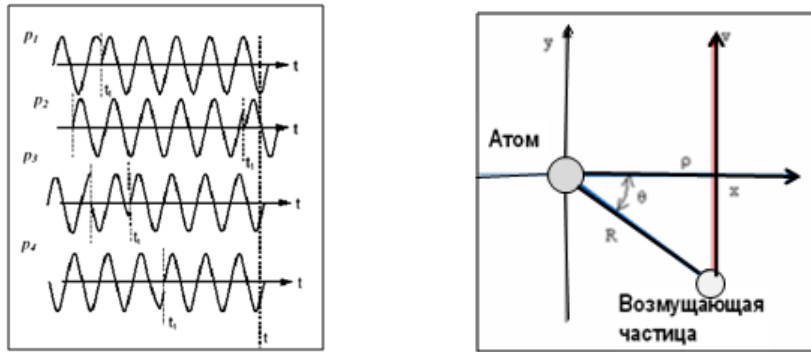 p1
t
t1
p2
t
t1
p3
t
t1
p4
t
t1
t
y
v
Атом
ρ
x
θ
R
Возмущающая
частица